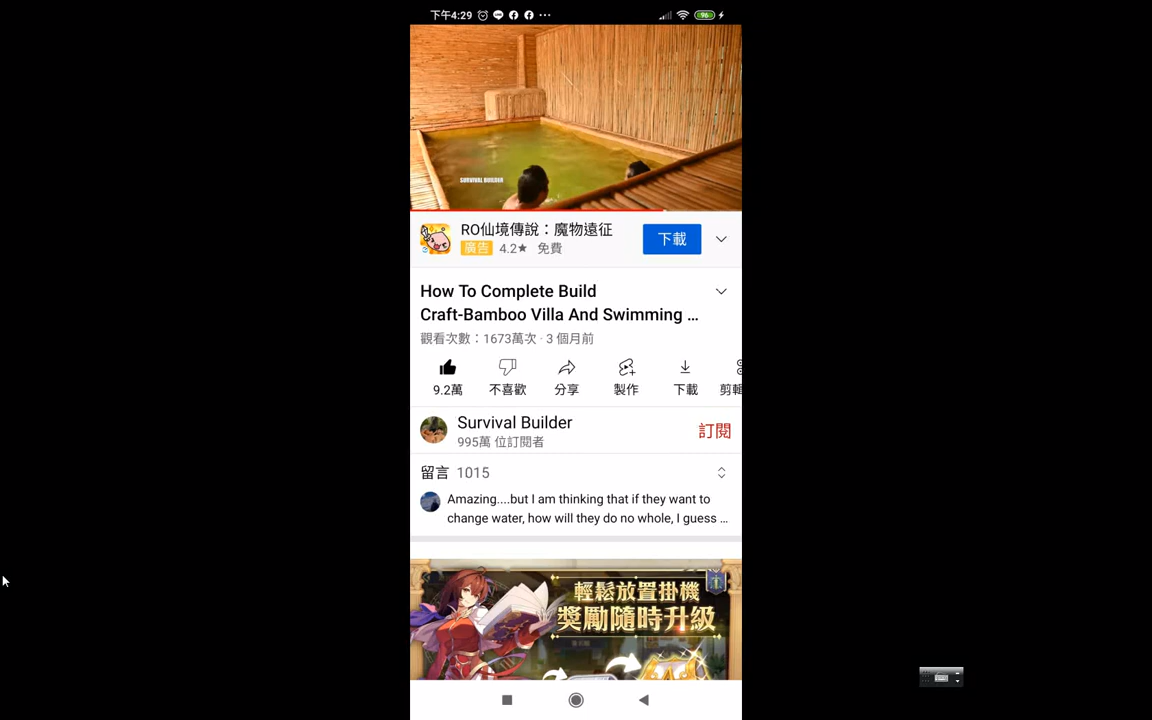 下午4:29
96
SURVIVAL BUILDER
RO仙境傳說：魔物遠征
廣告 4.2★ 免費
下載
How To Complete Build
Craft-Bamboo Villa And Swimming ...
觀看次數：1673萬次 · 3 個月前
9.2萬 不喜歡 分享 製作 下載 剪輯
Survival Builder
995萬 位訂閱者
訂閱
留言 1015
Amazing....but I am thinking that if they want to
change water, how will they do no whole, I guess ...
輕鬆放置掛機
獎勵隨時升級